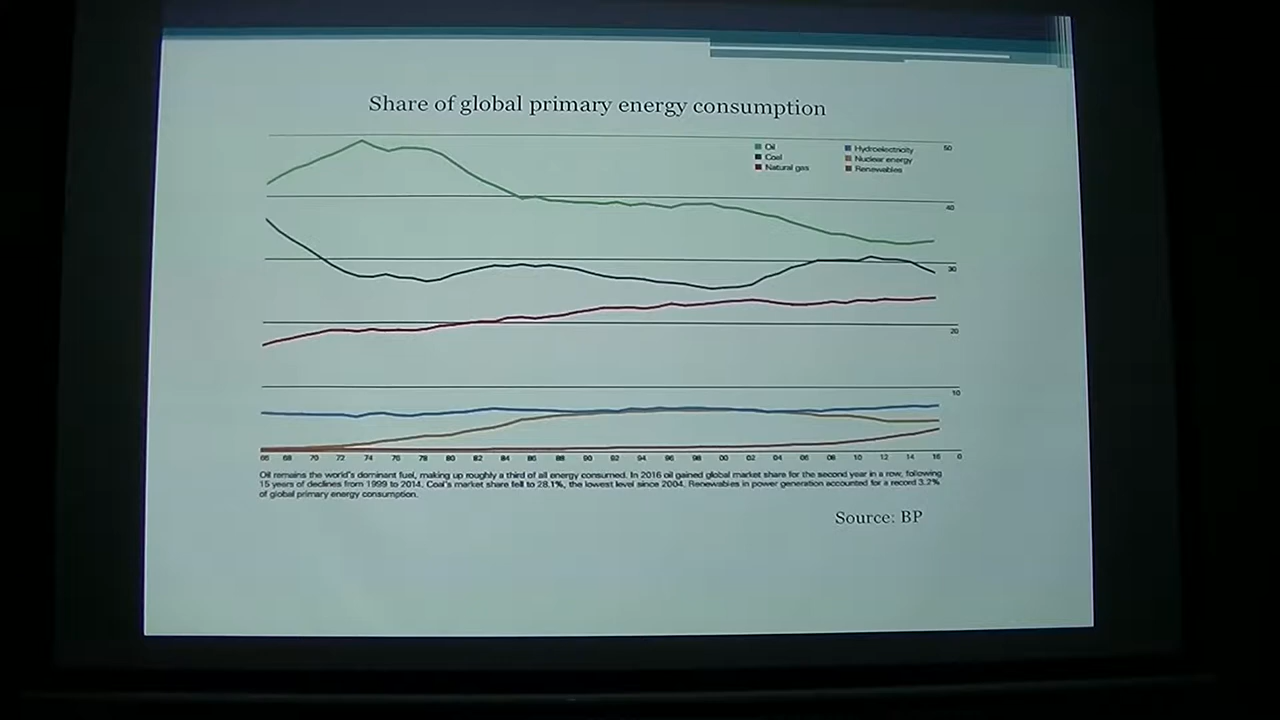 Share of global primary energy consumption
Oil
Coal
Natural gas
Hydroelectricity
Nuclear energy
Renewables
50
40
30
20
10
0
66 68 70 72 74 76 78 80 82 84 86 88 90 92 94 96 98 00 02 04 06 08 10 12 14 16
Oil remains the world's dominant fuel, making up roughly a third of all energy consumed. In 2016 oil gained global market share for the second year in a row, following
15 years of declines from 1999 to 2014. Coal's market share fell to 28.1%, the lowest level since 2004. Renewables in power generation accounted for a record 3.2%
of global primary energy consumption.
Source: BP